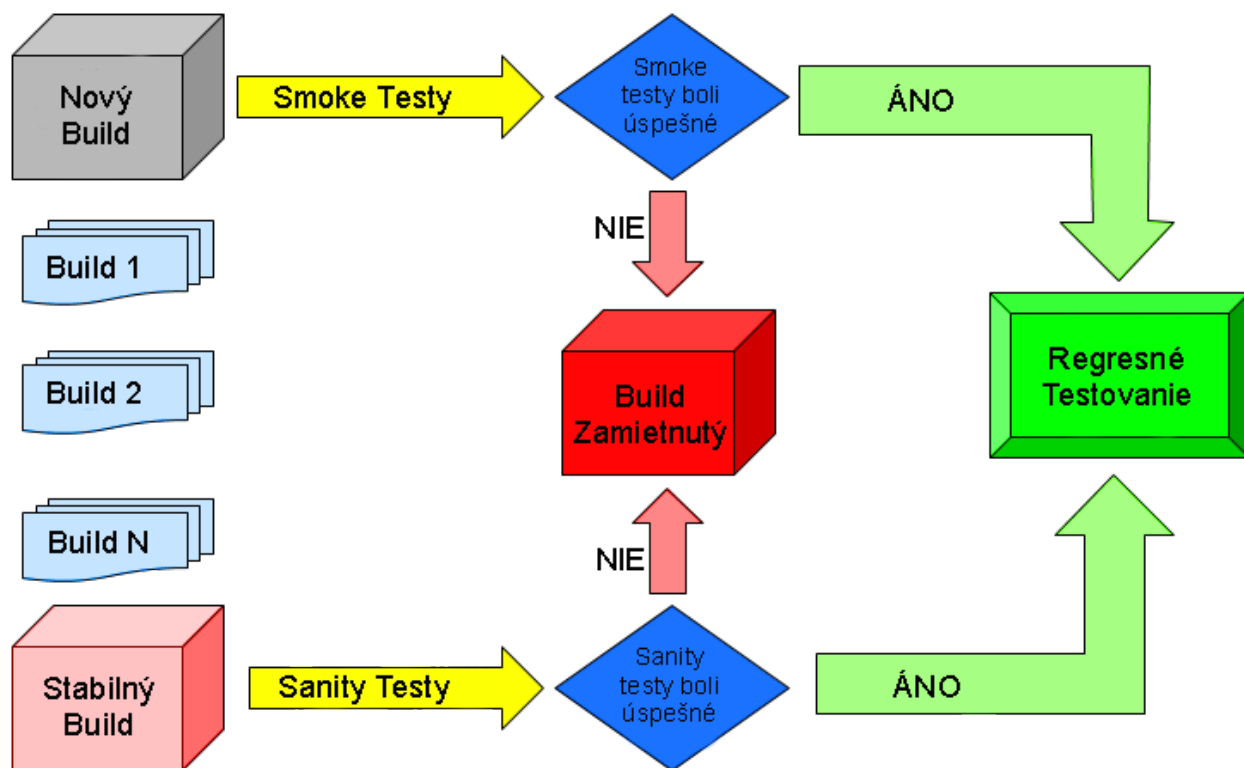 Nový
Build
Smoke Testy
Smoke
testy boli
úspešné
ÁNO
NIE
Build 1
Build 2
Build N
Build
Zamietnutý
Regresné
Testovanie
NIE
Stabilný
Build
Sanity Testy
Sanity
testy boli
úspešné
ÁNO